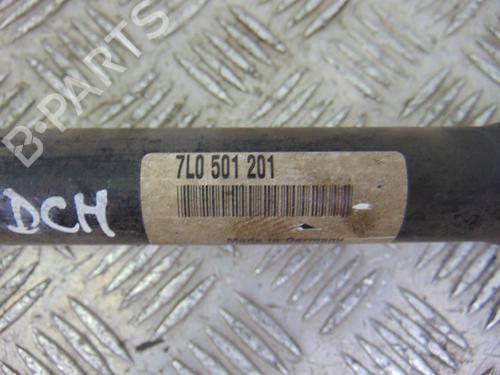 B-PARTS
7L0 501 201
DCH
Made in Germany